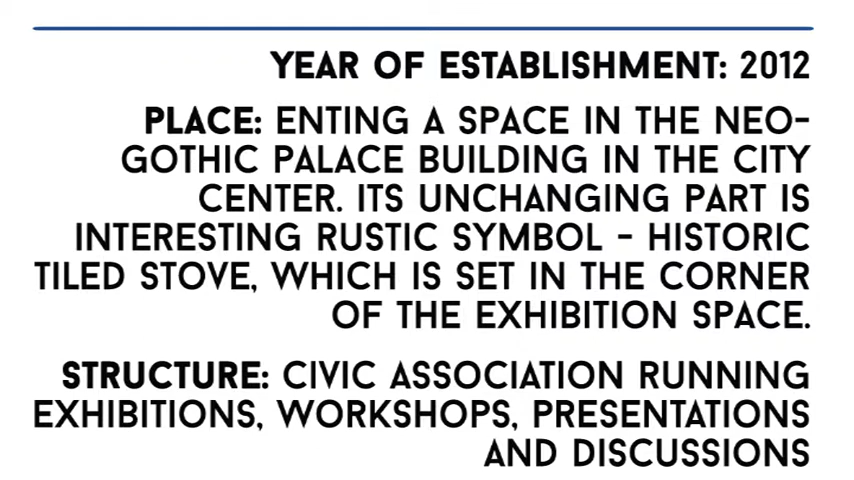 YEAR OF ESTABLISHMENT: 2012
PLACE: ENTING A SPACE IN THE NEO-
GOTHIC PALACE BUILDING IN THE CITY
CENTER. ITS UNCHANGING PART IS
INTERESTING RUSTIC SYMBOL - HISTORIC
TILED STOVE, WHICH IS SET IN THE CORNER
OF THE EXHIBITION SPACE.
STRUCTURE: CIVIC ASSOCIATION RUNNING
EXHIBITIONS, WORKSHOPS, PRESENTATIONS
AND DISCUSSIONS